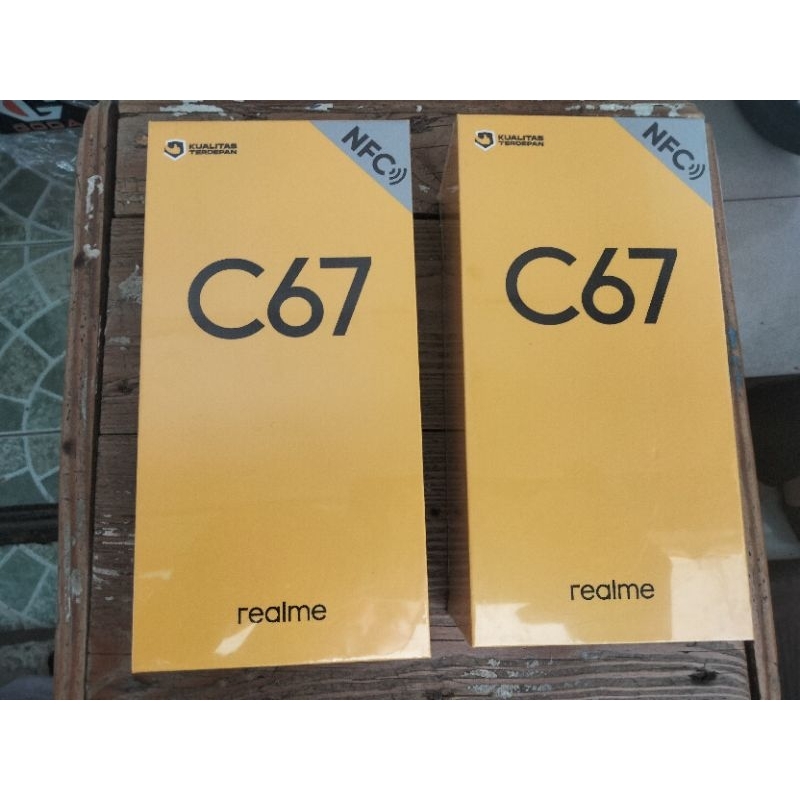 KUALITAS
TERDEPAN
NFC
C67
realme
KUALITAS
TERDEPAN
NFC
C67
realme